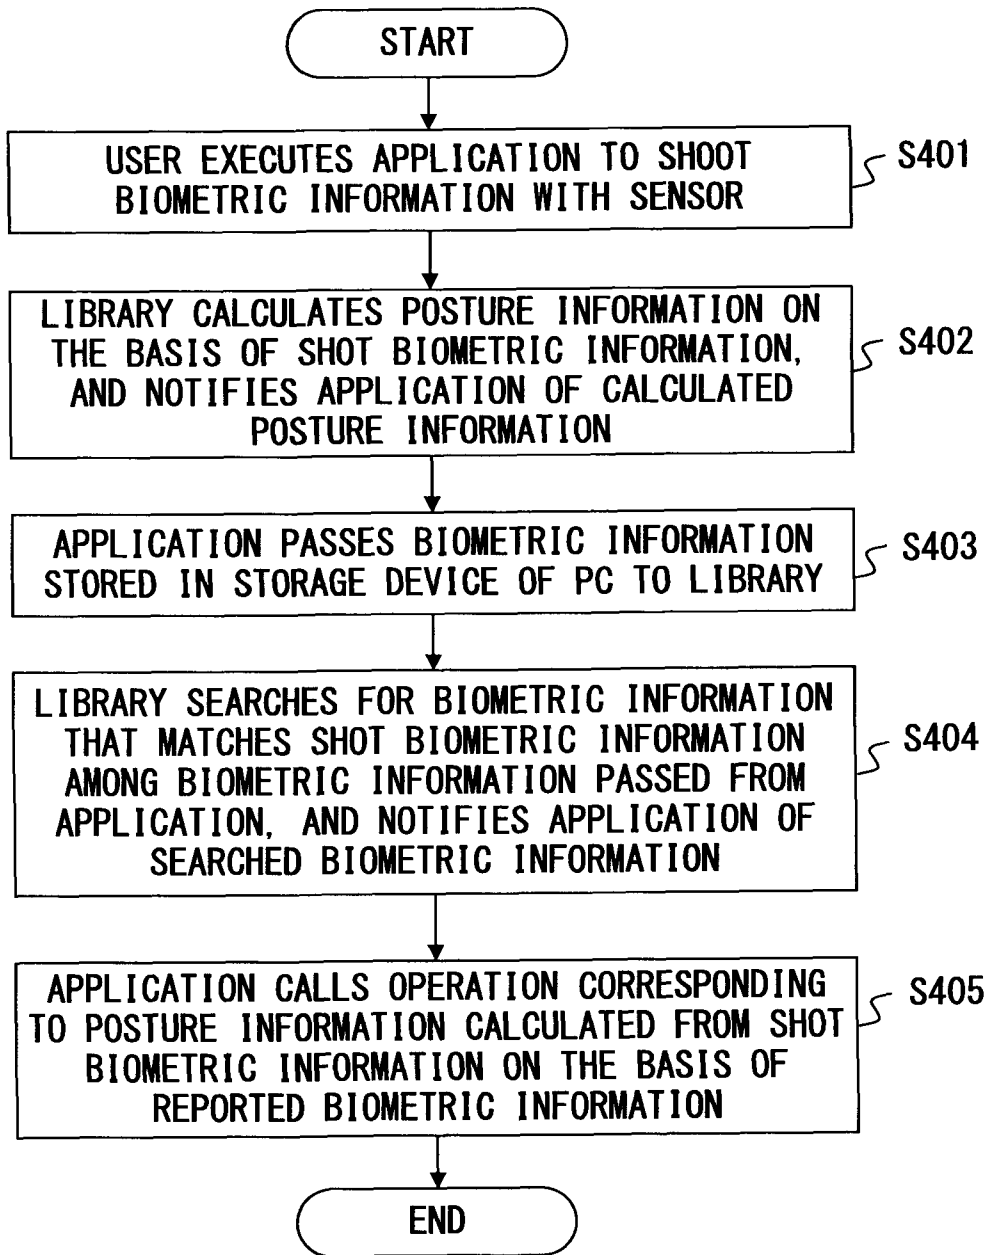 START
USER EXECUTES APPLICATION TO SHOOT
BIOMETRIC INFORMATION WITH SENSOR
S401
LIBRARY CALCULATES POSTURE INFORMATION ON
THE BASIS OF SHOT BIOMETRIC INFORMATION,
AND NOTIFIES APPLICATION OF CALCULATED
POSTURE INFORMATION
S402
APPLICATION PASSES BIOMETRIC INFORMATION
STORED IN STORAGE DEVICE OF PC TO LIBRARY
S403
LIBRARY SEARCHES FOR BIOMETRIC INFORMATION
THAT MATCHES SHOT BIOMETRIC INFORMATION
AMONG BIOMETRIC INFORMATION PASSED FROM
APPLICATION, AND NOTIFIES APPLICATION OF
SEARCHED BIOMETRIC INFORMATION
S404
APPLICATION CALLS OPERATION CORRESPONDING
TO POSTURE INFORMATION CALCULATED FROM SHOT
BIOMETRIC INFORMATION ON THE BASIS OF
REPORTED BIOMETRIC INFORMATION
S405
END